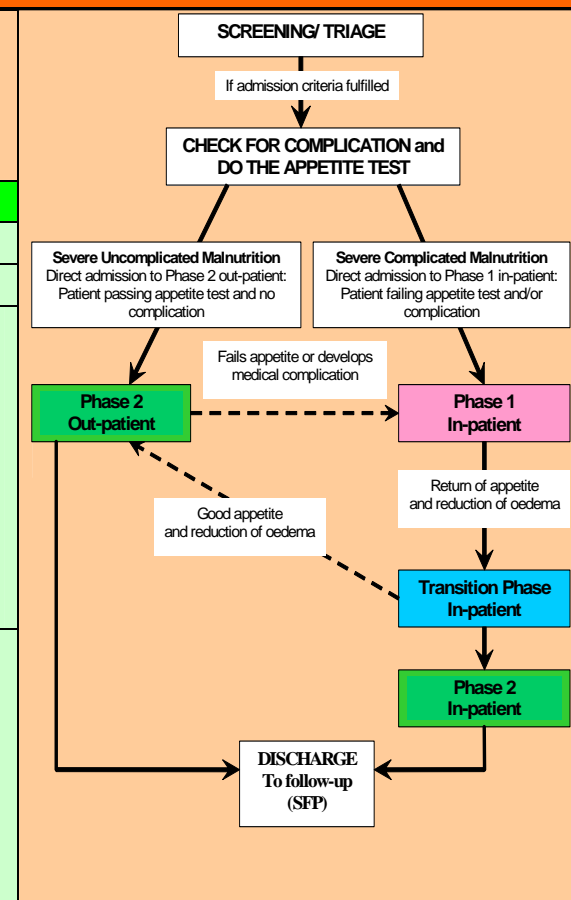 SCREENING/ TRIAGE
If admission criteria fulfilled
CHECK FOR COMPLICATION and
DO THE APPETITE TEST
Severe Uncomplicated Malnutrition
Direct admission to Phase 2 out-patient:
Patient passing appetite test and no
complication
Severe Complicated Malnutrition
Direct admission to Phase 1 in-patient:
Patient failing appetite test and/or
complication
Fails appetite or develops
medical complication
Phase 2
Out-patient
Phase 1
In-patient
Return of appetite
and reduction of oedema
Good appetite
and reduction of oedema
Transition Phase
In-patient
Phase 2
In-patient
DISCHARGE
To follow-up
(SFP)